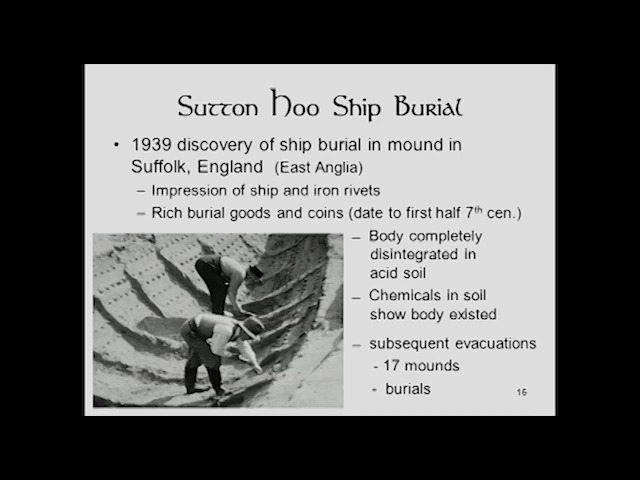 Sutton Hoo Ship Burial
• 1939 discovery of ship burial in mound in
Suffolk, England (East Anglia)
– Impression of ship and iron rivets
– Rich burial goods and coins (date to first half 7th cen.)
– Body completely
disintegrated in
acid soil
– Chemicals in soil
show body existed
– subsequent evacuations
- 17 mounds
- burials
16